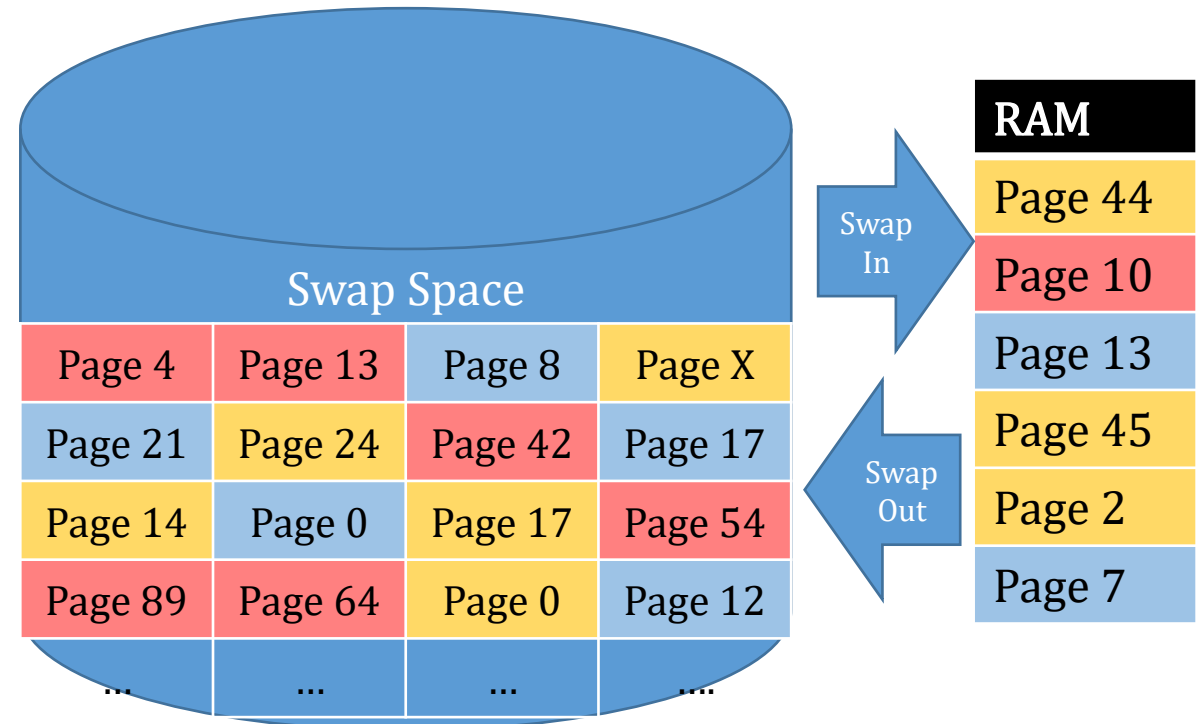 Swap Space
Page 4 Page 13 Page 8 Page X
Page 21 Page 24 Page 42 Page 17
Page 14 Page 0 Page 17 Page 54
Page 89 Page 64 Page 0 Page 12
... ... ... ....
Swap
In
Swap
Out
RAM
Page 44
Page 10
Page 13
Page 45
Page 2
Page 7